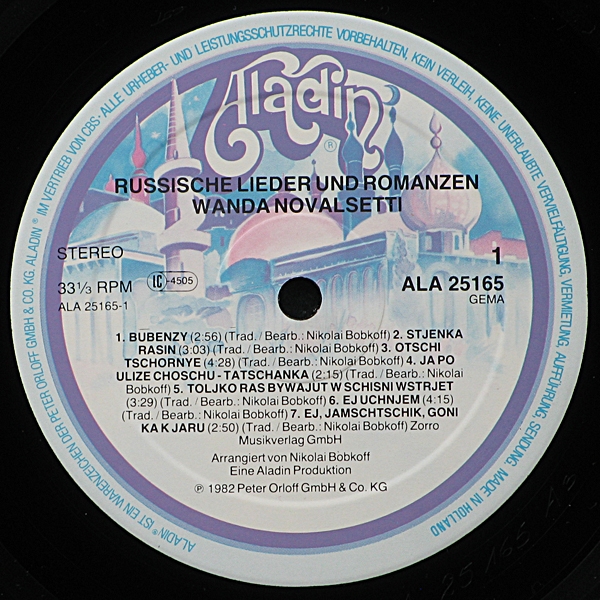 Aladin
®
RUSSISCHE LIEDER UND ROMANZEN
WANDA NOVALSETTI
STEREO
33 1/3 RPM
LC 4505
ALA 25165-1
1
ALA 25165
GEMA
1. BUBENZY (2:56) (Trad. / Bearb.: Nikolai Bobkoff) 2. STJENKA
RASIN (3:03) (Trad. / Bearb.: Nikolai Bobkoff) 3. OTSCHI
TSCHORNYE (4:28) (Trad. / Bearb.: Nikolai Bobkoff) 4. JA PO
ULIZE CHOSCHU - TATSCHANKA (2:15) (Trad. / Bearb.: Nikolai
Bobkoff) 5. TOLJKO RAS BYWAJUT W SCHISNI WSTRJET
(3:29) (Trad. / Bearb.: Nikolai Bobkoff) 6. EJ UCHNJEM (4:15)
(Trad. / Bearb.: Nikolai Bobkoff) 7. EJ, JAMSCHTSCHIK, GONI
KA K JARU (2:50) (Trad. / Bearb.: Nikolai Bobkoff) Zorro
Musikverlag GmbH
Arrangiert von Nikolai Bobkoff
Eine Aladin Produktion
℗ 1982 Peter Orloff GmbH & Co. KG
ALADIN® IST EIN WARENZEICHEN DER PETER ORLOFF GMBH & CO. KG. ALADIN® IM VERTRIEB VON CBS · ALLE URHEBER- UND LEISTUNGSSCHUTZRECHTE VORBEHALTEN, KEIN VERLEIH, KEINE UNERLAUBTE VERVIELFÄLTIGUNG, VERMIETUNG, AUFFÜHRUNG, SENDUNG. MADE IN HOLLAND